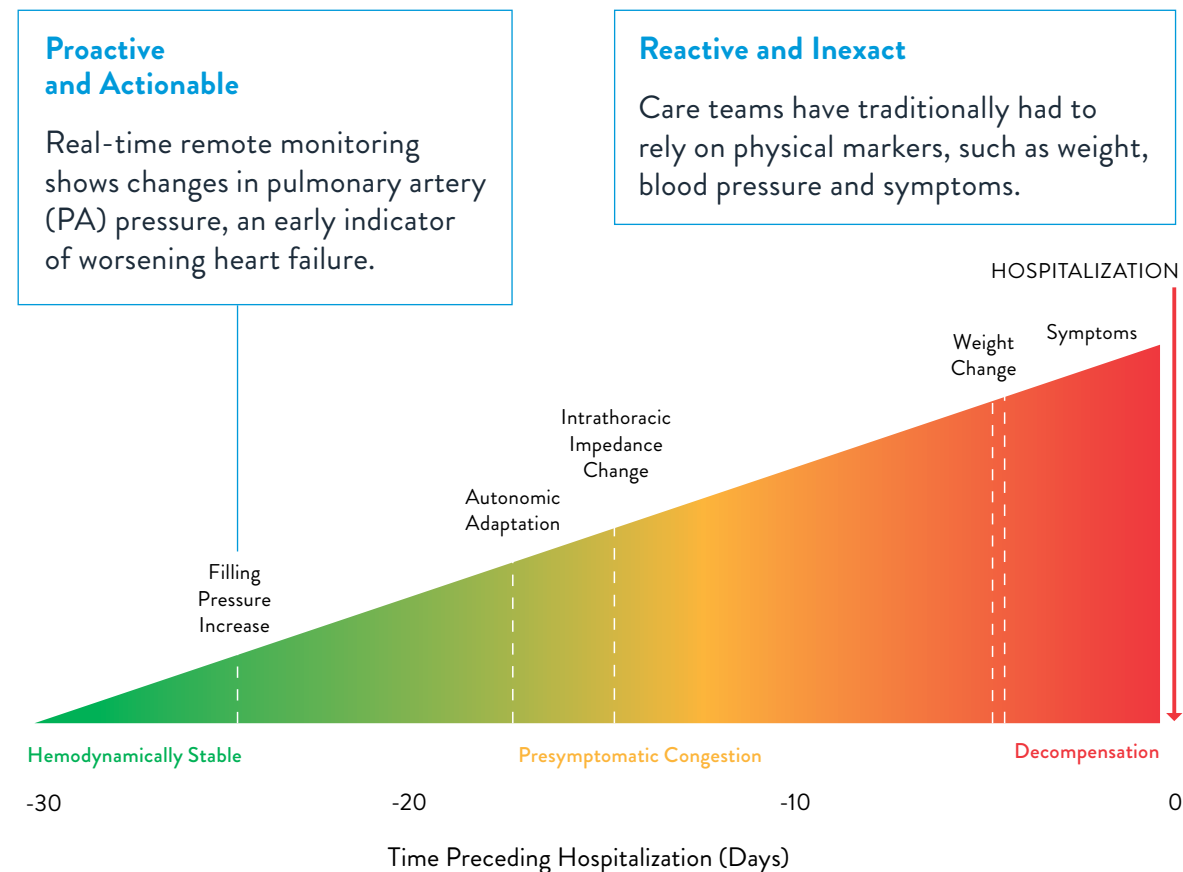 Proactive
and Actionable
Real-time remote monitoring
shows changes in pulmonary artery
(PA) pressure, an early indicator
of worsening heart failure.
Reactive and Inexact
Care teams have traditionally had to
rely on physical markers, such as weight,
blood pressure and symptoms.
HOSPITALIZATION
Symptoms
Weight
Change
Intrathoracic
Impedance
Change
Autonomic
Adaptation
Filling
Pressure
Increase
Hemodynamically Stable
Presymptomatic Congestion
Decompensation
-30
-20
-10
0
Time Preceding Hospitalization (Days)